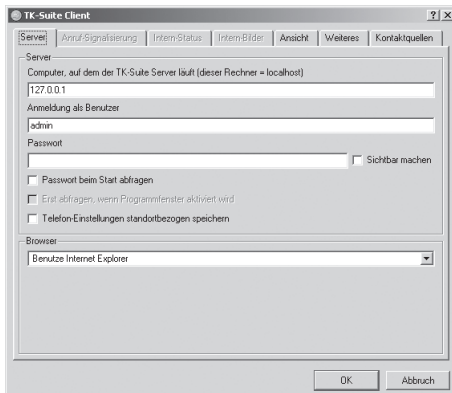 TK-Suite Client
Server Anruf-Signalisierung Intern-Status Intern-Bilder Ansicht Weiteres Kontaktquellen
Server
Computer, auf dem der TK-Suite Server läuft (dieser Rechner = localhost)
127.0.0.1
Anmeldung als Benutzer
admin
Passwort
Sichtbar machen
Passwort beim Start abfragen
Erst abfragen, wenn Programmfenster aktiviert wird
Telefon-Einstellungen standortbezogen speichern
Browser
Benutze Internet Explorer
OK Abbruch